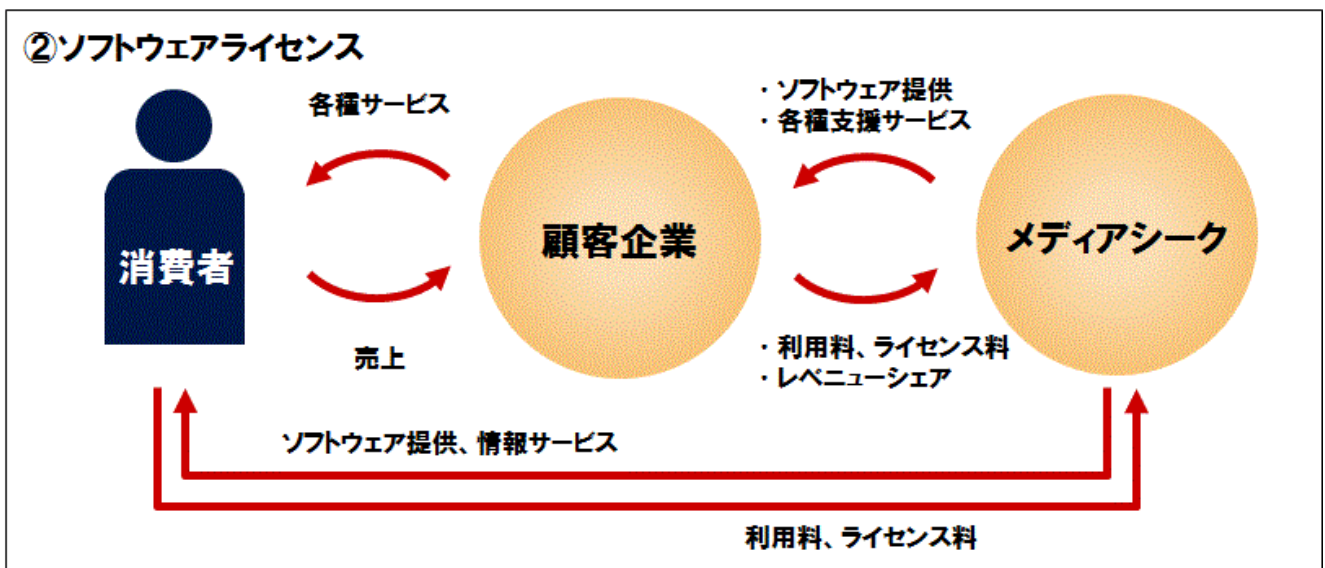 ②ソフトウェアライセンス
各種サービス
・ソフトウェア提供
・各種支援サービス
消費者
顧客企業
メディアシーク
売上
・利用料、ライセンス料
・レベニューシェア
ソフトウェア提供、情報サービス
利用料、ライセンス料